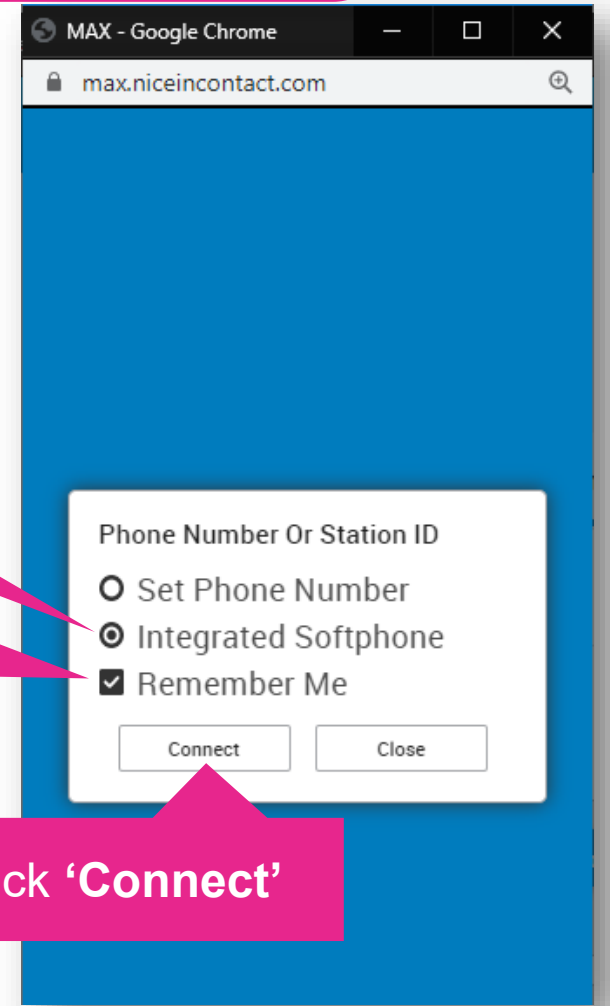 MAX - Google Chrome
max.niceincontact.com
Phone Number Or Station ID
Set Phone Number
Integrated Softphone
Remember Me
Connect Close
ck ‘Connect’